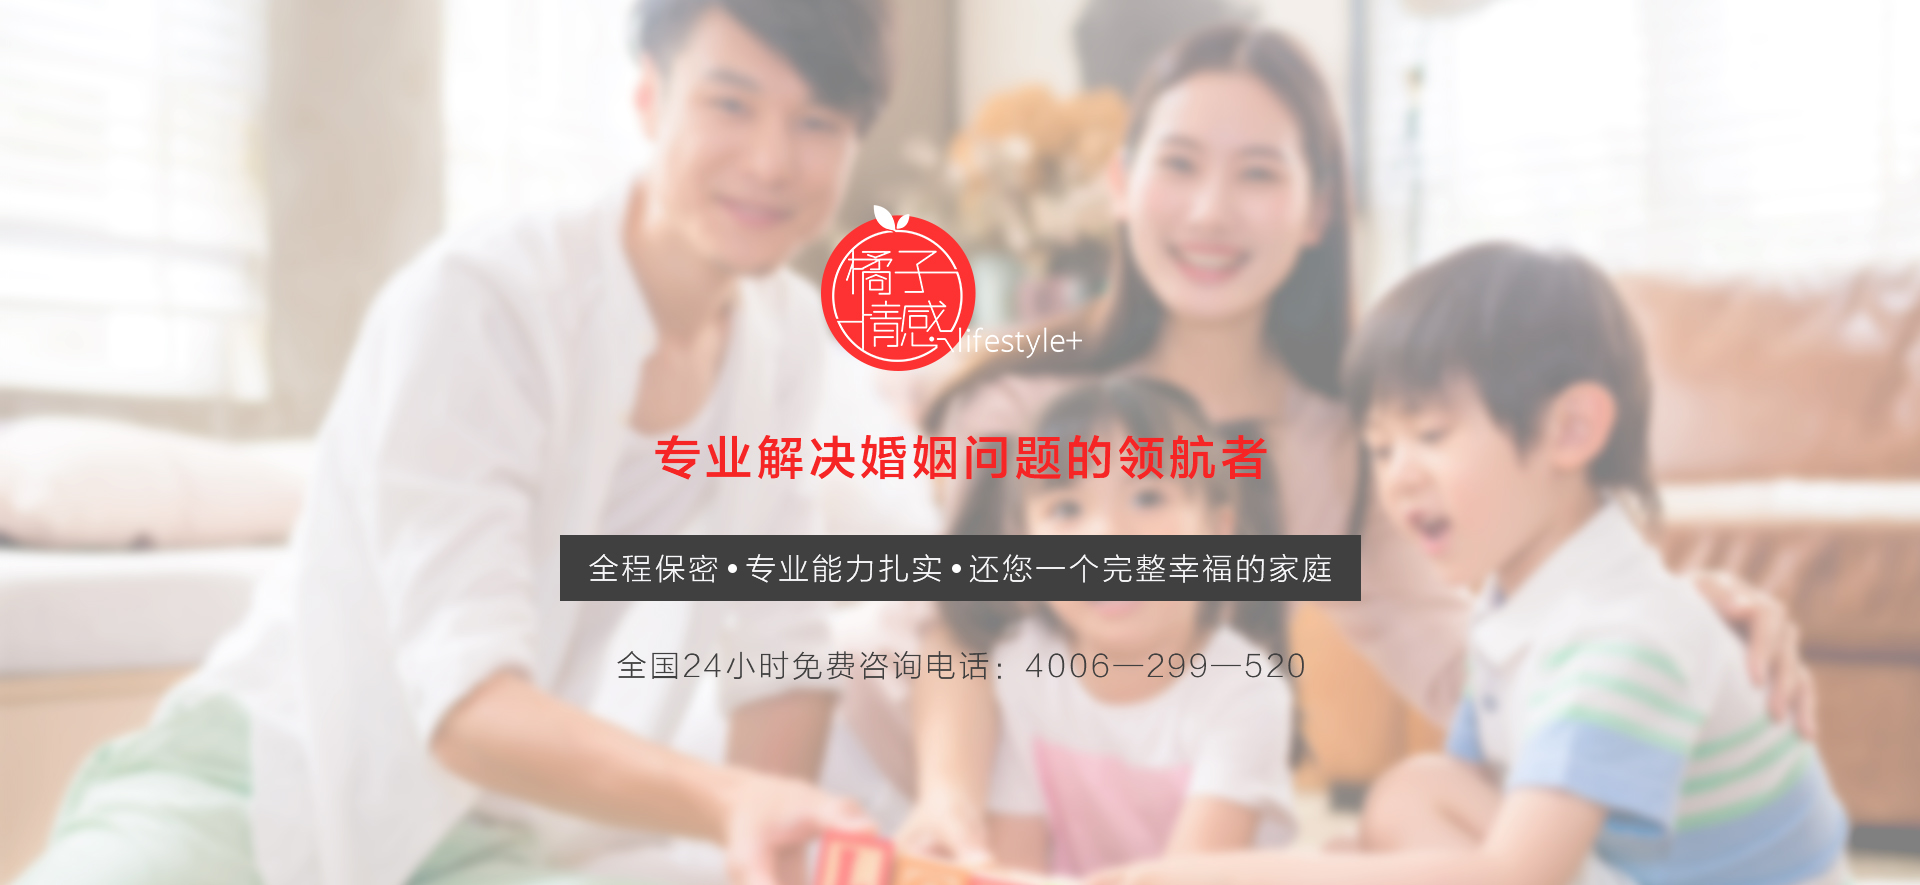 橘子
情感
lifestyle+
专业解决婚姻问题的领航者
全程保密•专业能力扎实•还您一个完整幸福的家庭
全国24小时免费咨询电话：4006—299—520